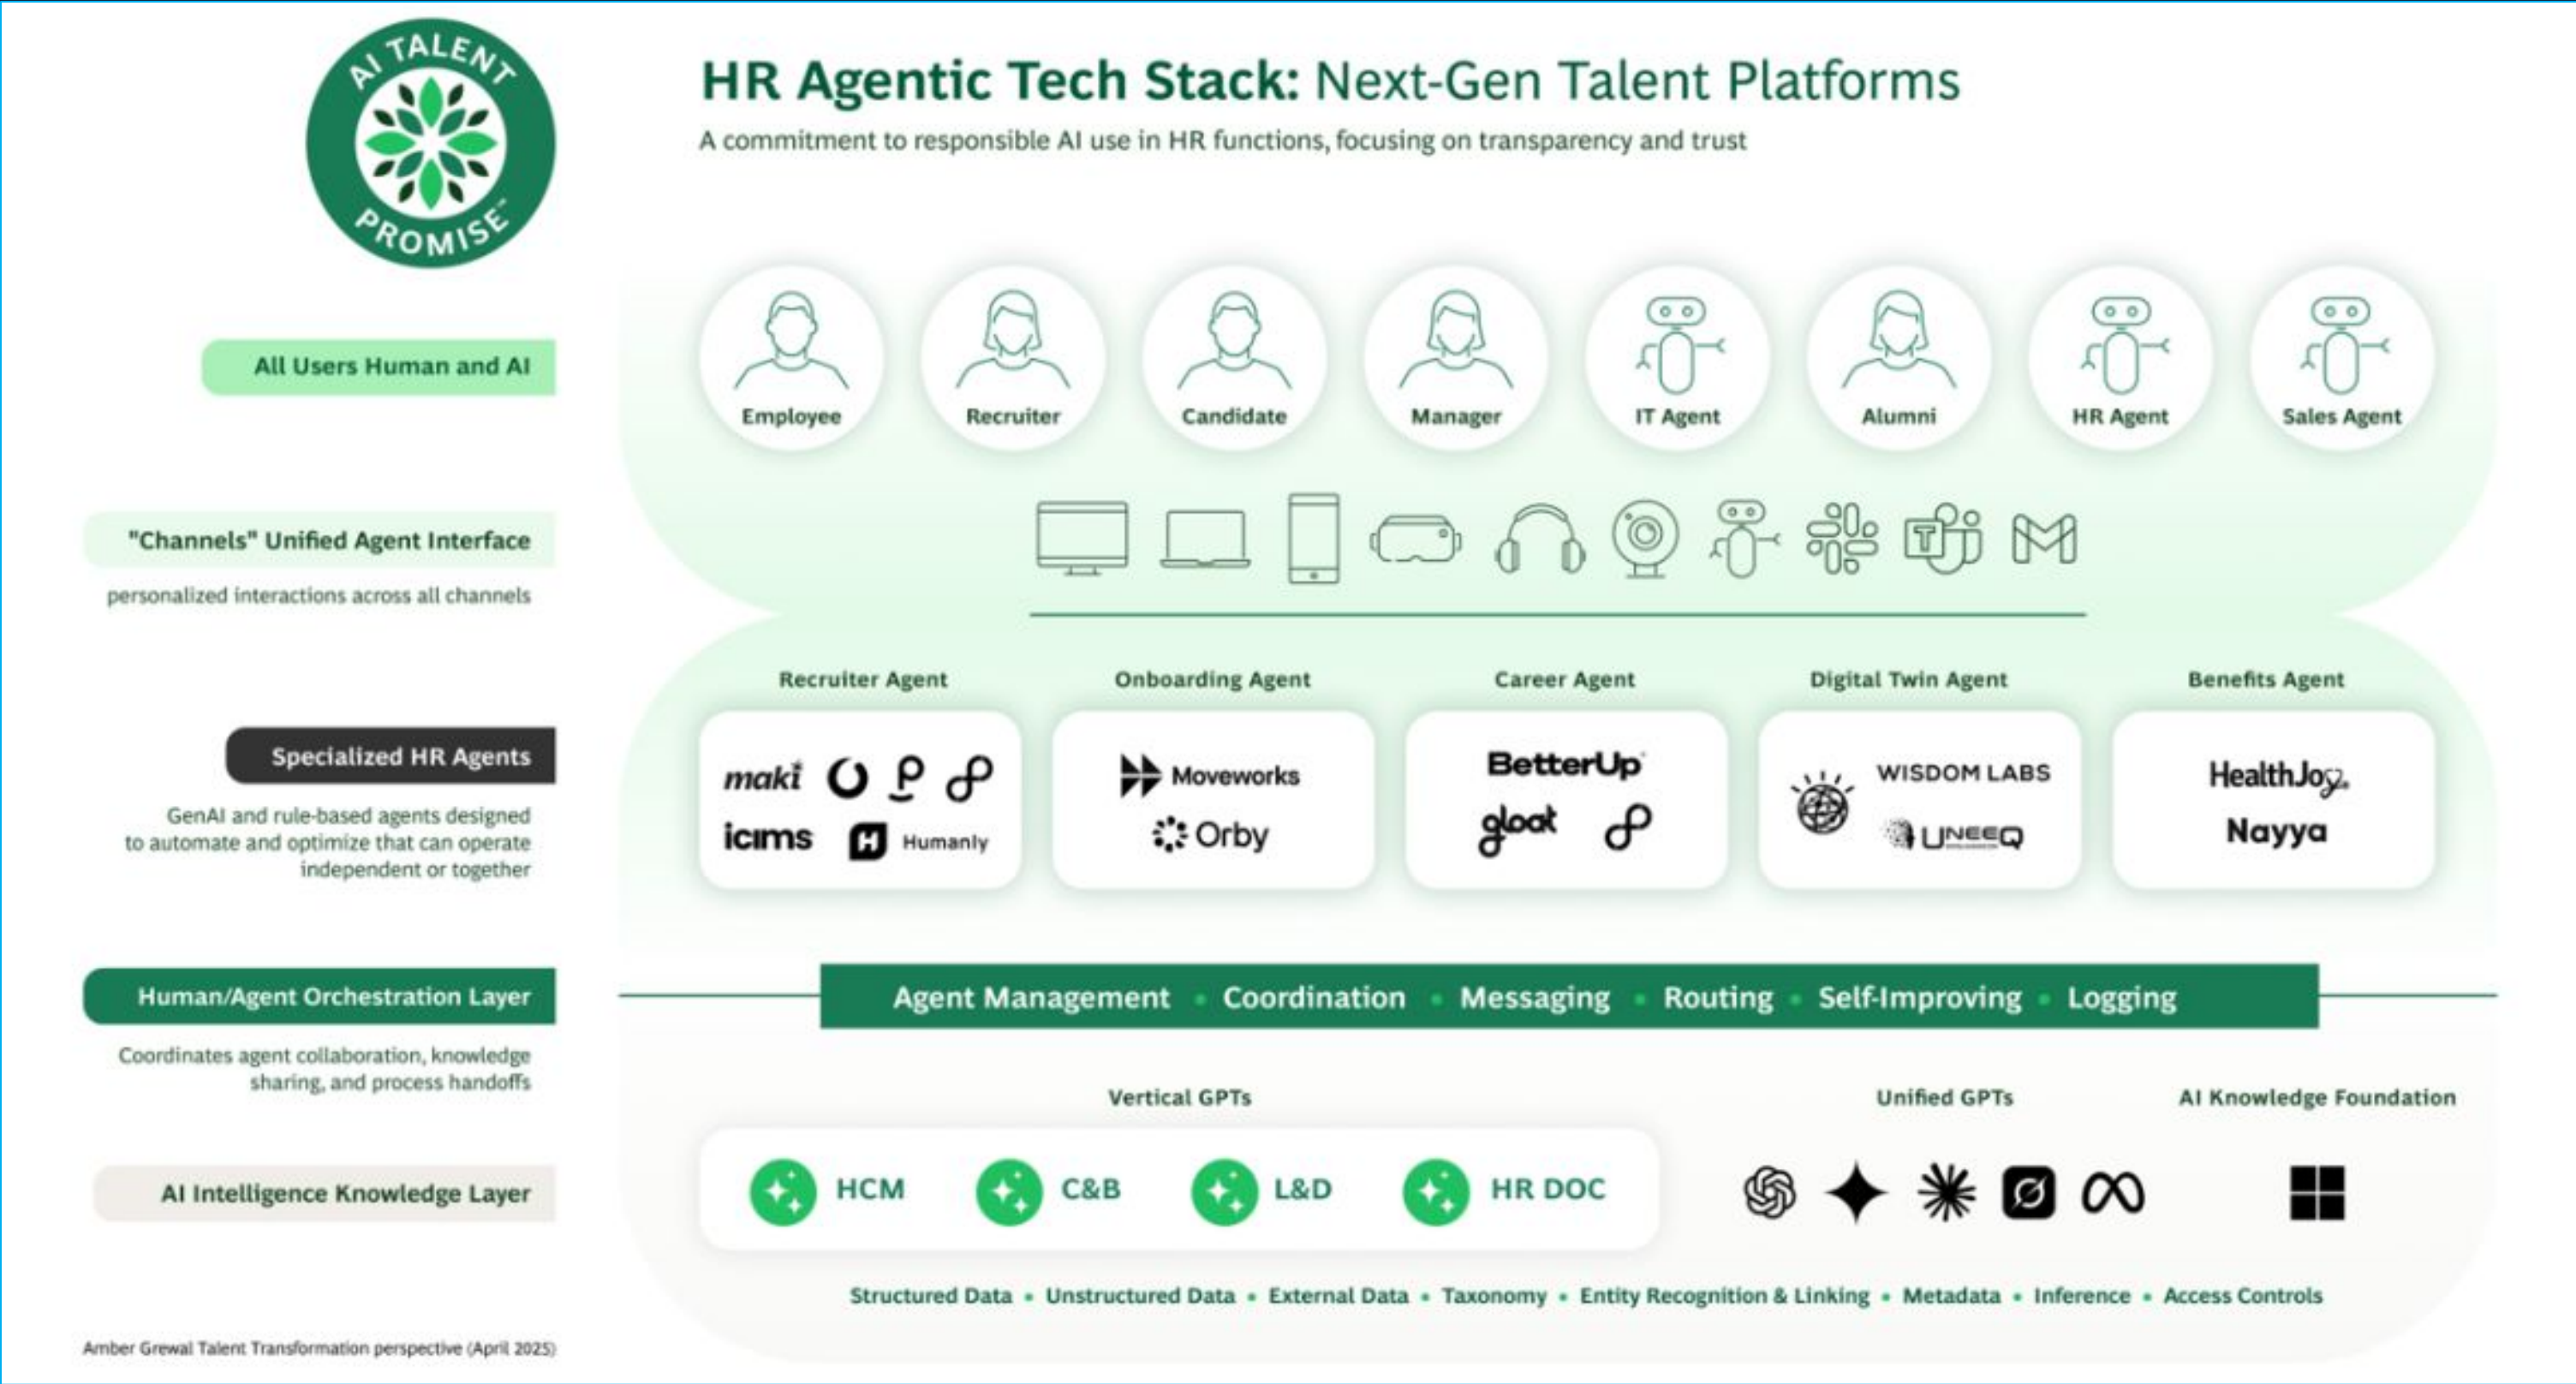 AI TALENT
PROMISE™
HR Agentic Tech Stack: Next-Gen Talent Platforms
A commitment to responsible AI use in HR functions, focusing on transparency and trust
All Users Human and AI
Employee
Recruiter
Candidate
Manager
IT Agent
Alumni
HR Agent
Sales Agent
"Channels" Unified Agent Interface
personalized interactions across all channels
T
Specialized HR Agents
GenAI and rule-based agents designed
to automate and optimize that can operate
independent or together
Recruiter Agent
maki
icims
H Humanly
Onboarding Agent
Moveworks
Orby
Career Agent
BetterUp
gloat
Digital Twin Agent
WISDOM LABS
UNEEQ
Benefits Agent
HealthJoy
Nayya
Human/Agent Orchestration Layer
Coordinates agent collaboration, knowledge
sharing, and process handoffs
Agent Management • Coordination • Messaging • Routing • Self-Improving • Logging
AI Intelligence Knowledge Layer
Vertical GPTs
HCM
C&B
L&D
HR DOC
Unified GPTs
AI Knowledge Foundation
Structured Data • Unstructured Data • External Data • Taxonomy • Entity Recognition & Linking • Metadata • Inference • Access Controls
Amber Grewal Talent Transformation perspective (April 2025)